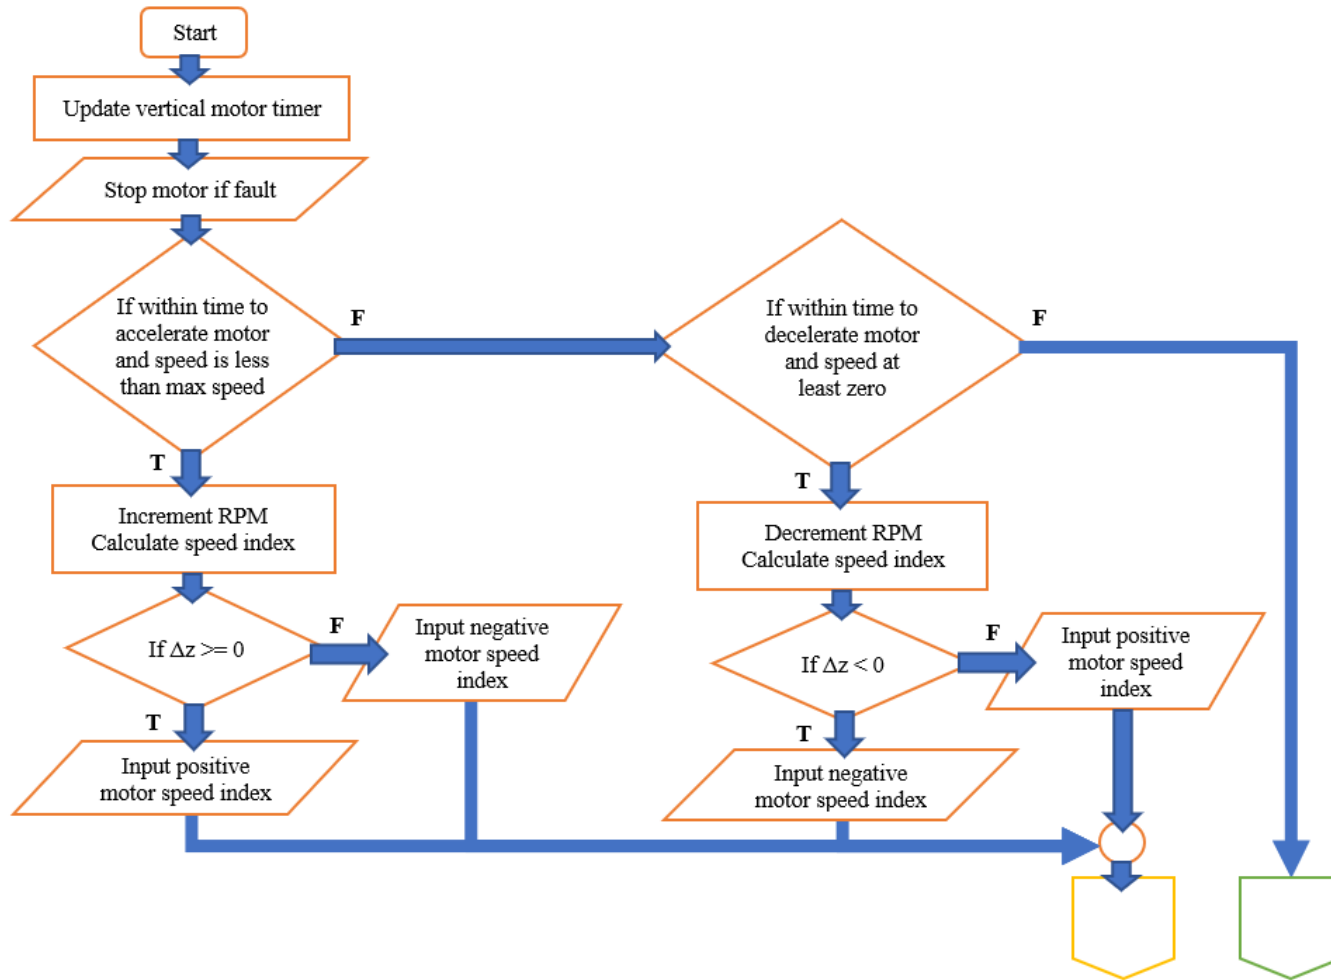 Start
Update vertical motor timer
Stop motor if fault
If within time to
accelerate motor
and speed is less
than max speed
F
If within time to
decelerate motor
and speed at
least zero
F
T
Increment RPM
Calculate speed index
T
Decrement RPM
Calculate speed index
If Δz >= 0
F
Input negative
motor speed
index
If Δz < 0
F
Input positive
motor speed
index
T
Input positive
motor speed index
T
Input negative
motor speed index